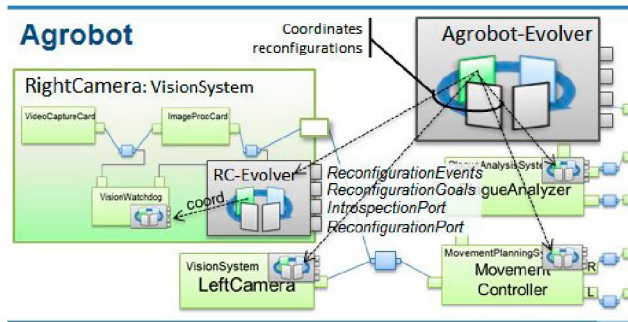 Agrobot
Coordinates
reconfigurations
Agrobot-Evolver
RightCamera: VisionSystem
VideoCaptureCard
ImageProcCard
RC-Evolver
VisionWatchdog
coord
ReconfigurationEvents
ReconfigurationGoals
IntrospectionPort
ReconfigurationPort
gueAnalyzer
VisionSystem
LeftCamera
MovementPlanningSy
Movement
Controller
R
L